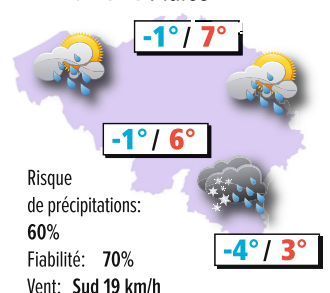 -1° / 7°
-1° / 6°
Risque
de précipitations:
60%
Fiabilité: 70%
-4° / 3°
Vent: Sud 19 km/h